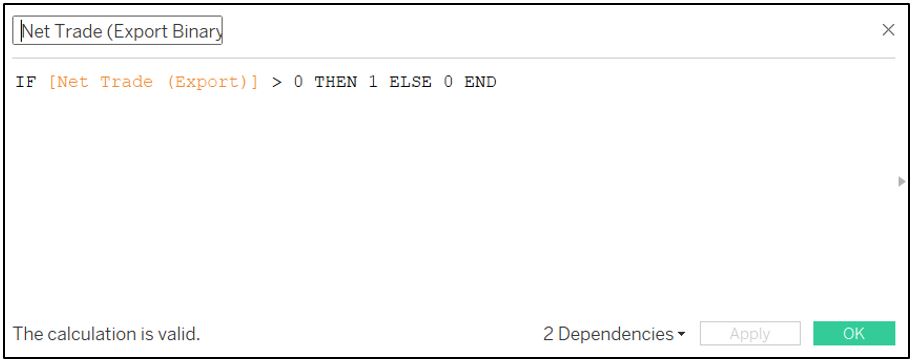 Net Trade (Export Binary
IF [Net Trade (Export)] > 0 THEN 1 ELSE 0 END
The calculation is valid.
2 Dependencies
Apply
OK